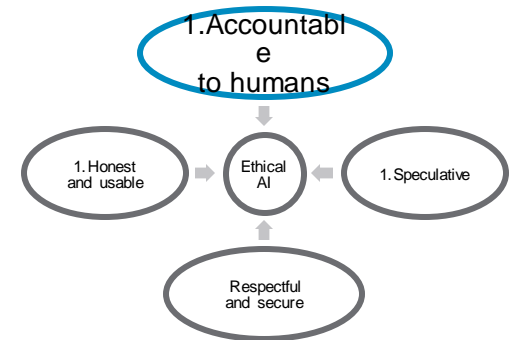 1.Accountabl
e
to humans
1.Honest
and usable
Ethical
AI
1.Speculative
Respectful
and secure